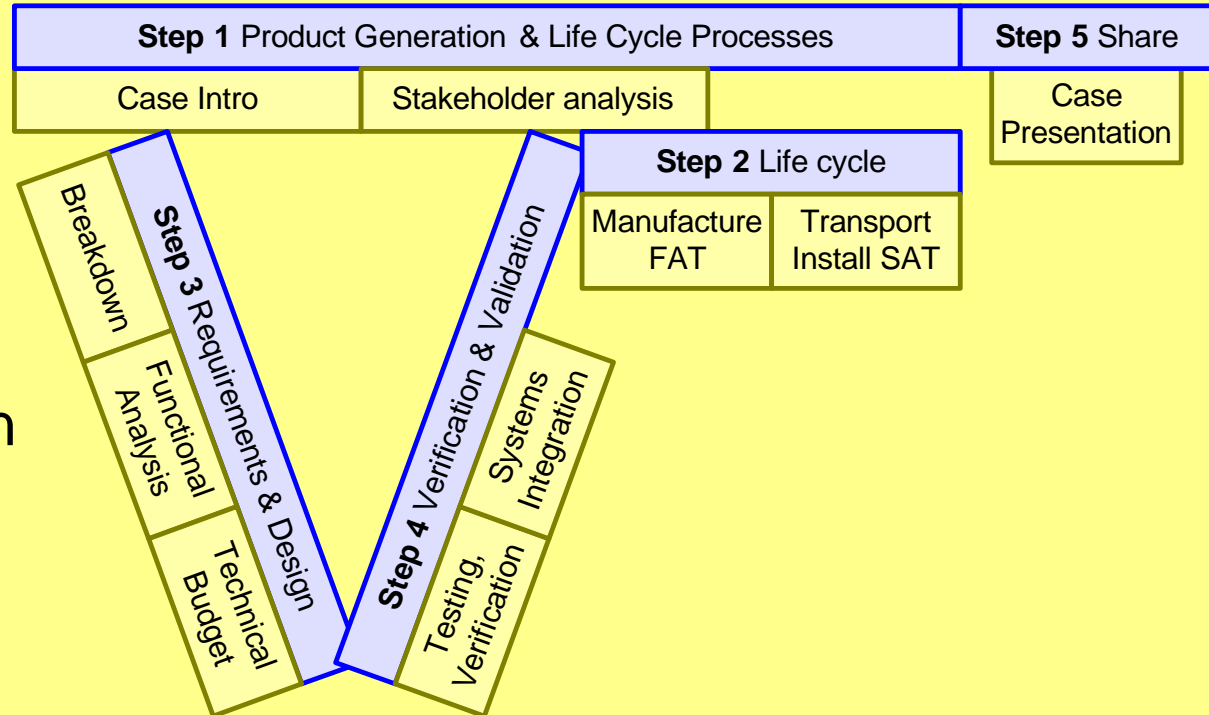 Step 1 Product Generation & Life Cycle Processes
Step 5 Share
Case Intro
Stakeholder analysis
Case
Presentation
Step 2 Life cycle
Manufacture
FAT
Transport
Install SAT
Breakdown
Functional
Analysis
Technical
Budget
Step 3 Requirements & Design
Step 4 Verification & Validation
Systems
Integration
Testing,
Verification
n